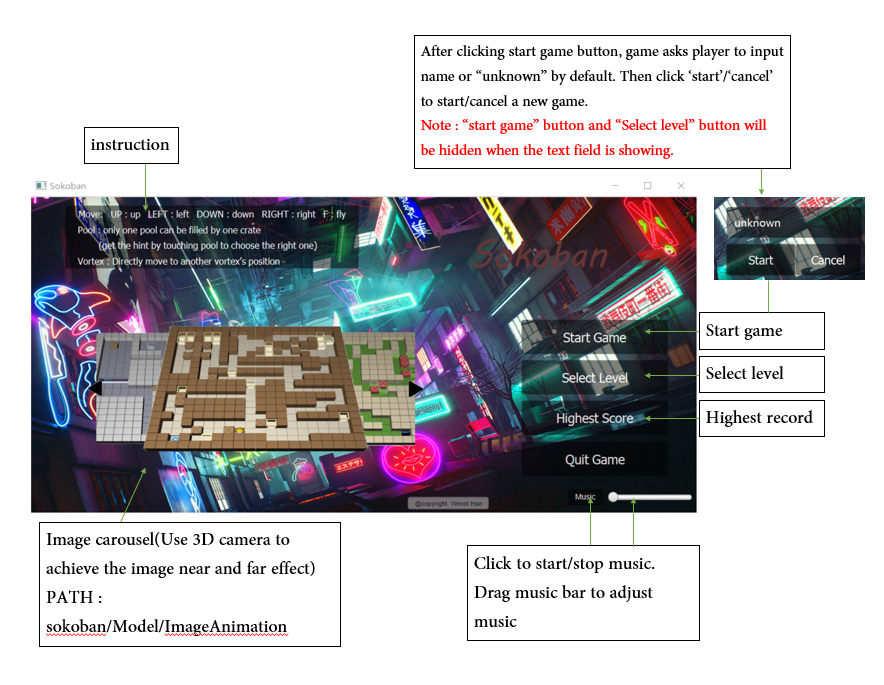 After clicking start game button, game asks player to input
name or “unknown” by default. Then click ‘start’/‘cancel’
to start/cancel a new game.
Note : “start game” button and “Select level” button will
be hidden when the text field is showing.
instruction
Sokoban
Move: UP : up LEFT : left DOWN : down RIGHT : right F : fly
Pool : only one pool can be filled by one crate
(get the hint by touching pool to choose the right one)
Vortex : Directly move to another vortex's position
Sokoban
unknown
Start Cancel
Start Game
Start game
Select Level
Select level
Highest Score
Highest record
Quit Game
Music
©copyright Wendi Han
Image carousel(Use 3D camera to
achieve the image near and far effect)
PATH :
sokoban/Model/ImageAnimation
Click to start/stop music.
Drag music bar to adjust
music